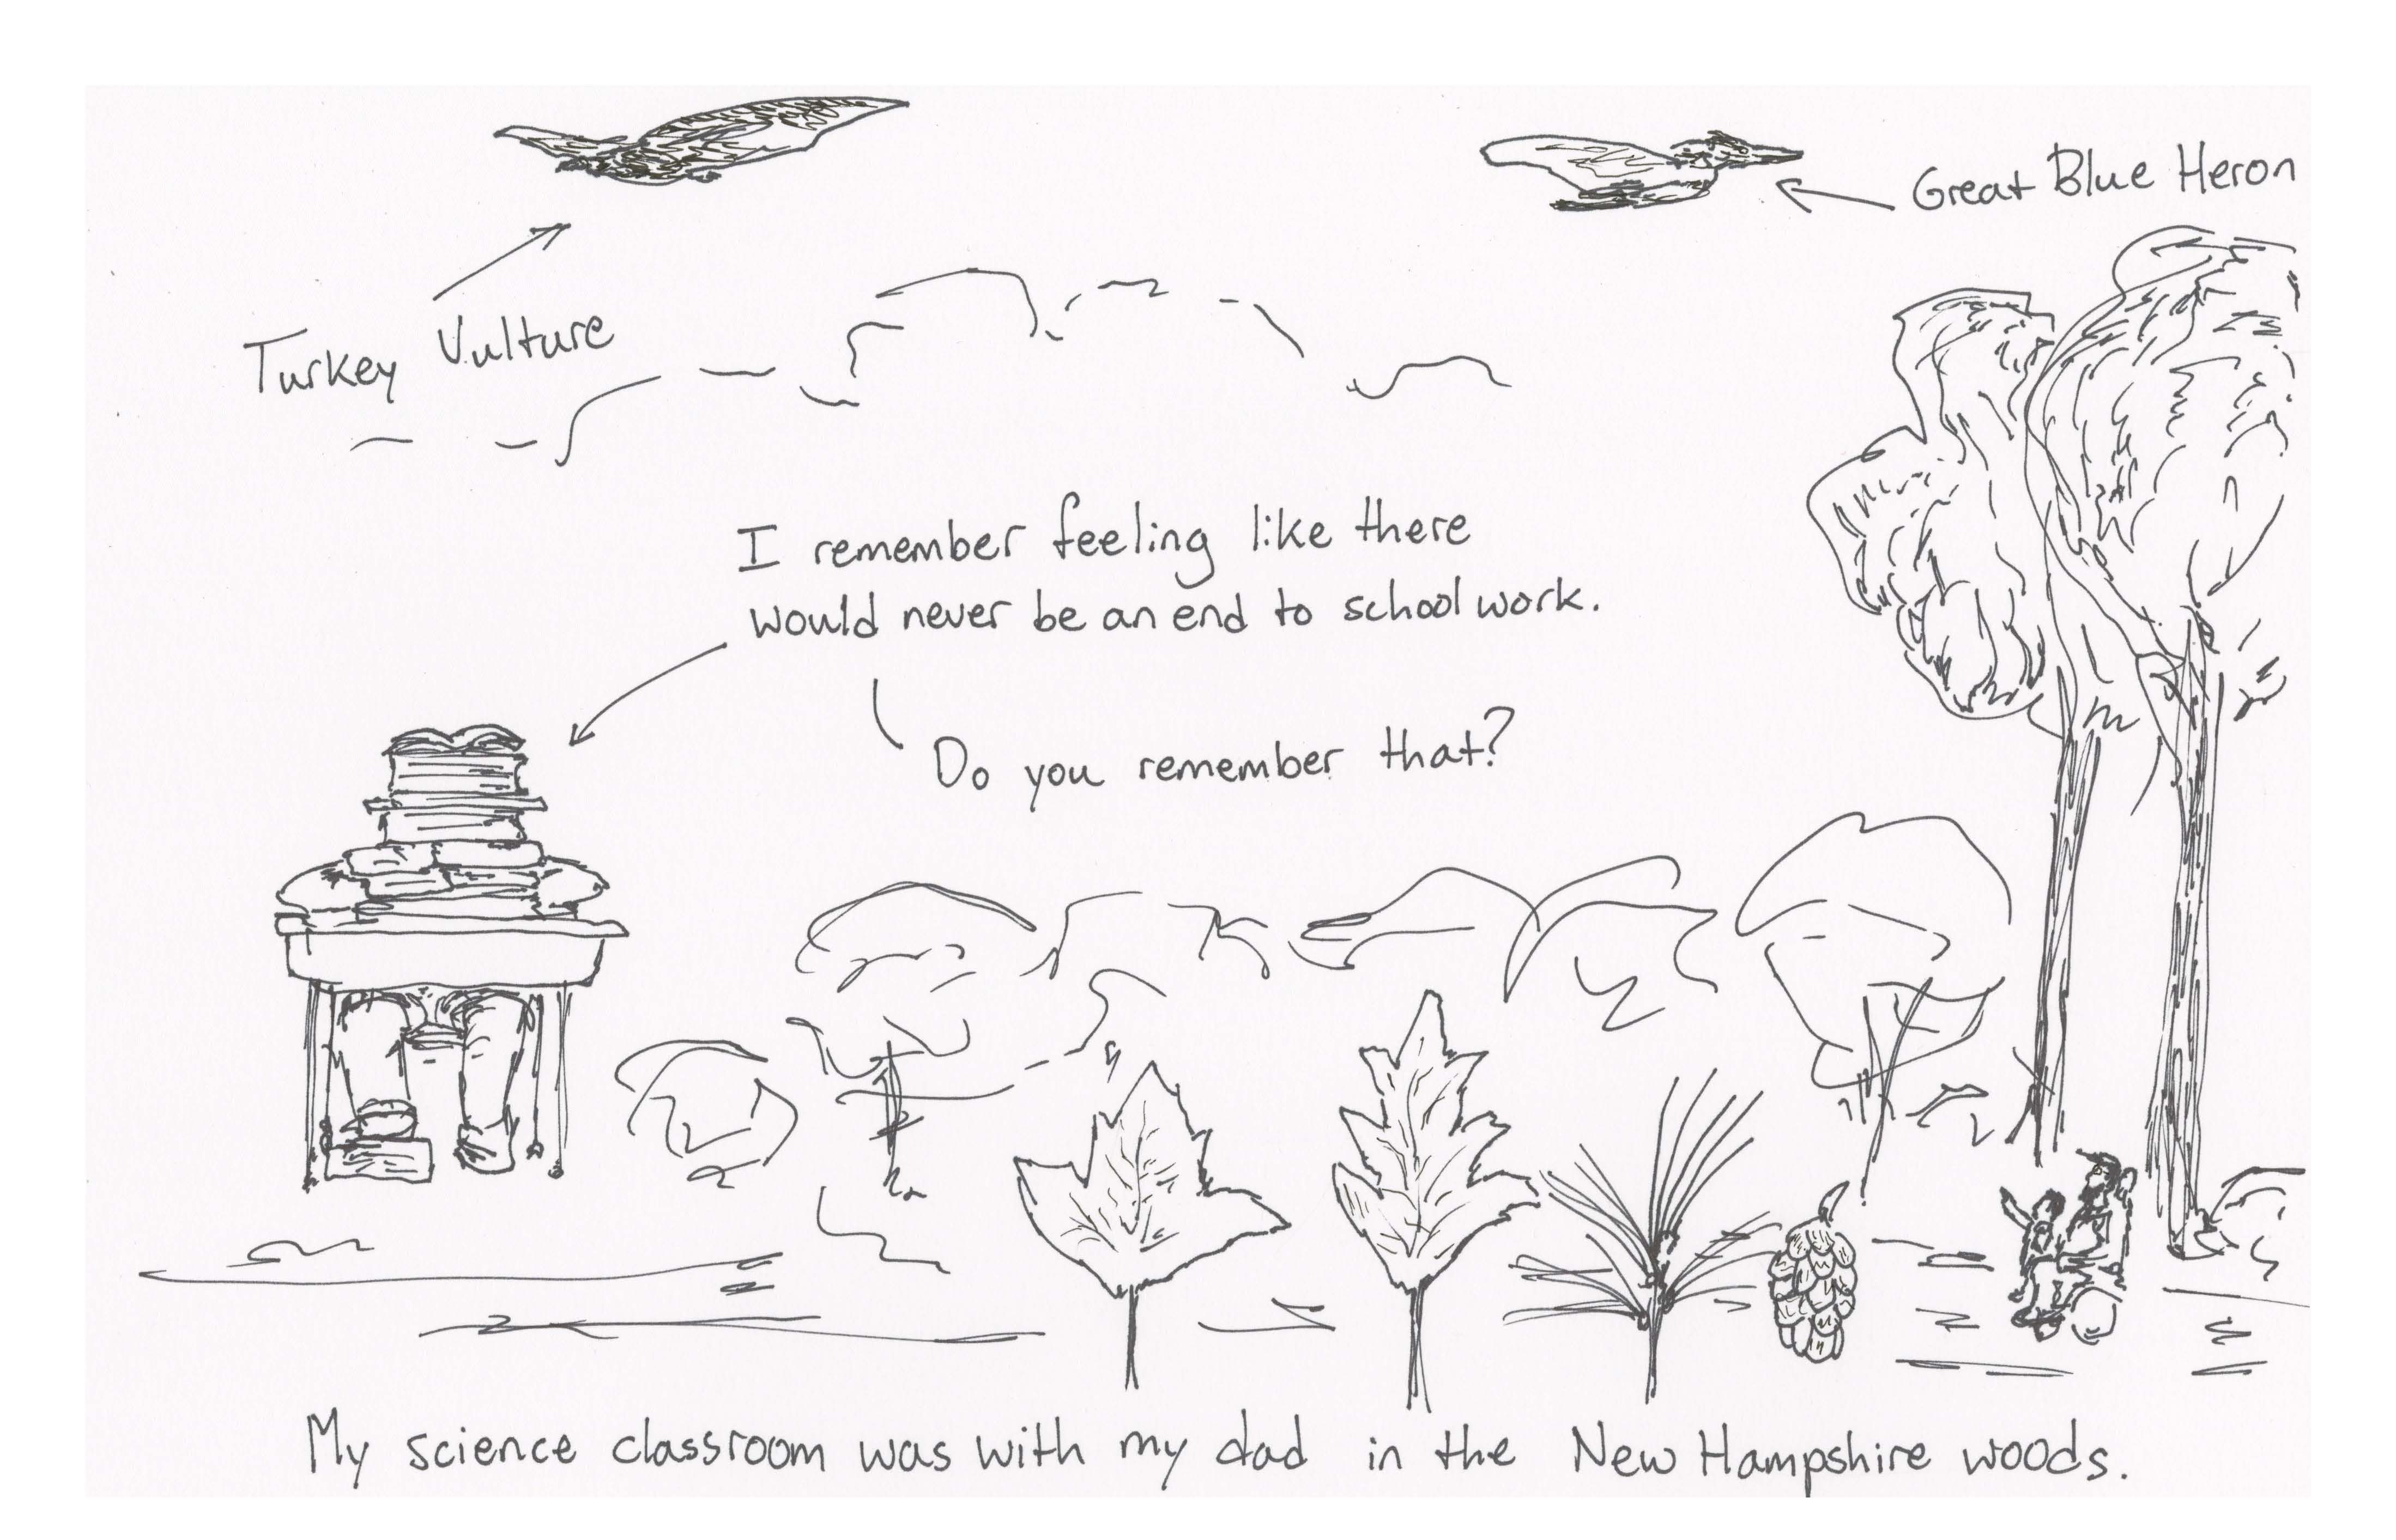 Great Blue Heron
Turkey Vulture
I remember feeling like there
would never be an end to school work.
Do you remember that?
My science classroom was with my dad in the New Hampshire woods.